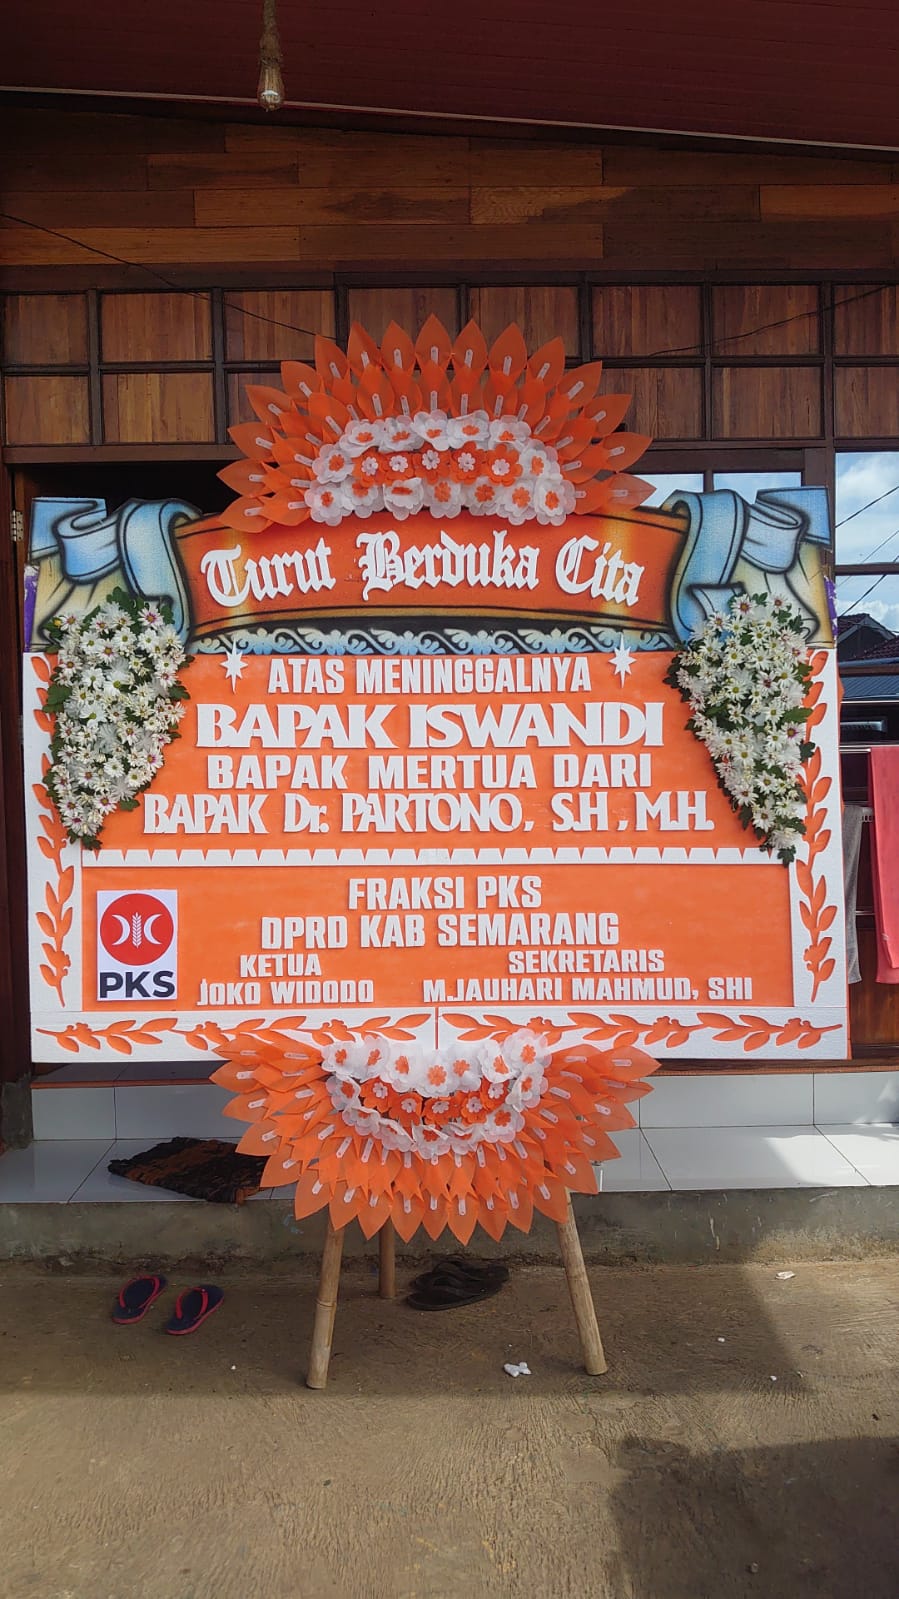 Turut Berduka Cita
ATAS MENINGGALNYA
BAPAK ISWANDI
BAPAK MERTUA DARI
BAPAK Dr. PARTONO, S.H, M.H.
FRAKSI PKS
DPRD KAB SEMARANG
KETUA
JOKO WIDODO
SEKRETARIS
M.JAUHARI MAHMUD, SHI
PKS